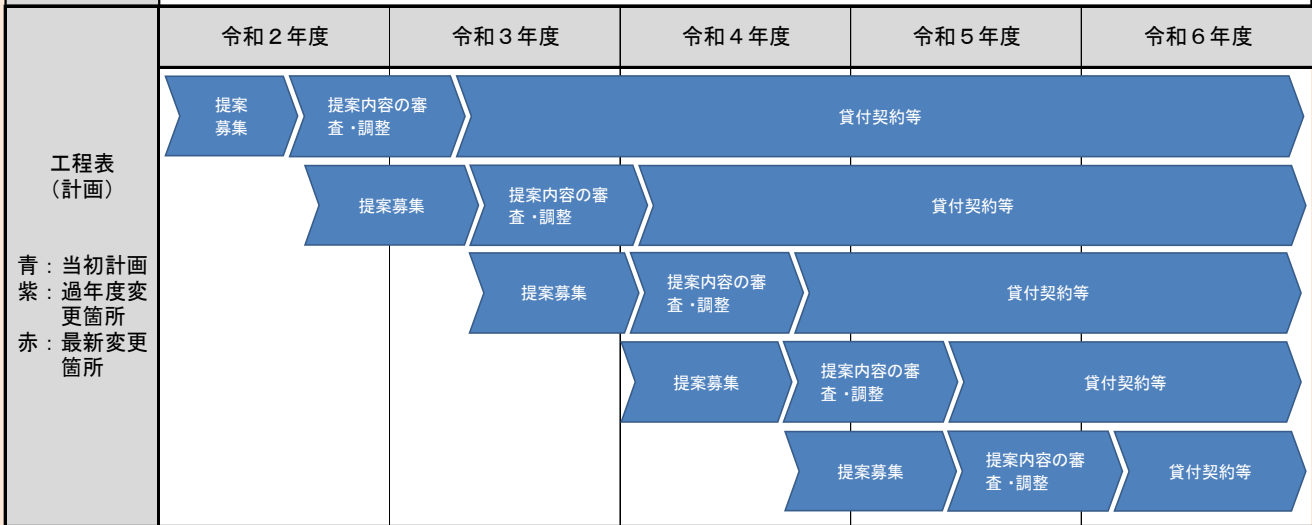 令和２年度
令和３年度
令和４年度
令和５年度
令和６年度
工程表
（計画）
青：当初計画
紫：過年度変
更箇所
赤：最新変更
箇所
提案
募集
提案内容の審
査・調整
貸付契約等
提案募集
提案内容の審
査・調整
貸付契約等
提案募集
提案内容の審
査・調整
貸付契約等
提案募集
提案内容の審
査・調整
貸付契約等
提案募集
提案内容の審
査・調整
貸付契約等